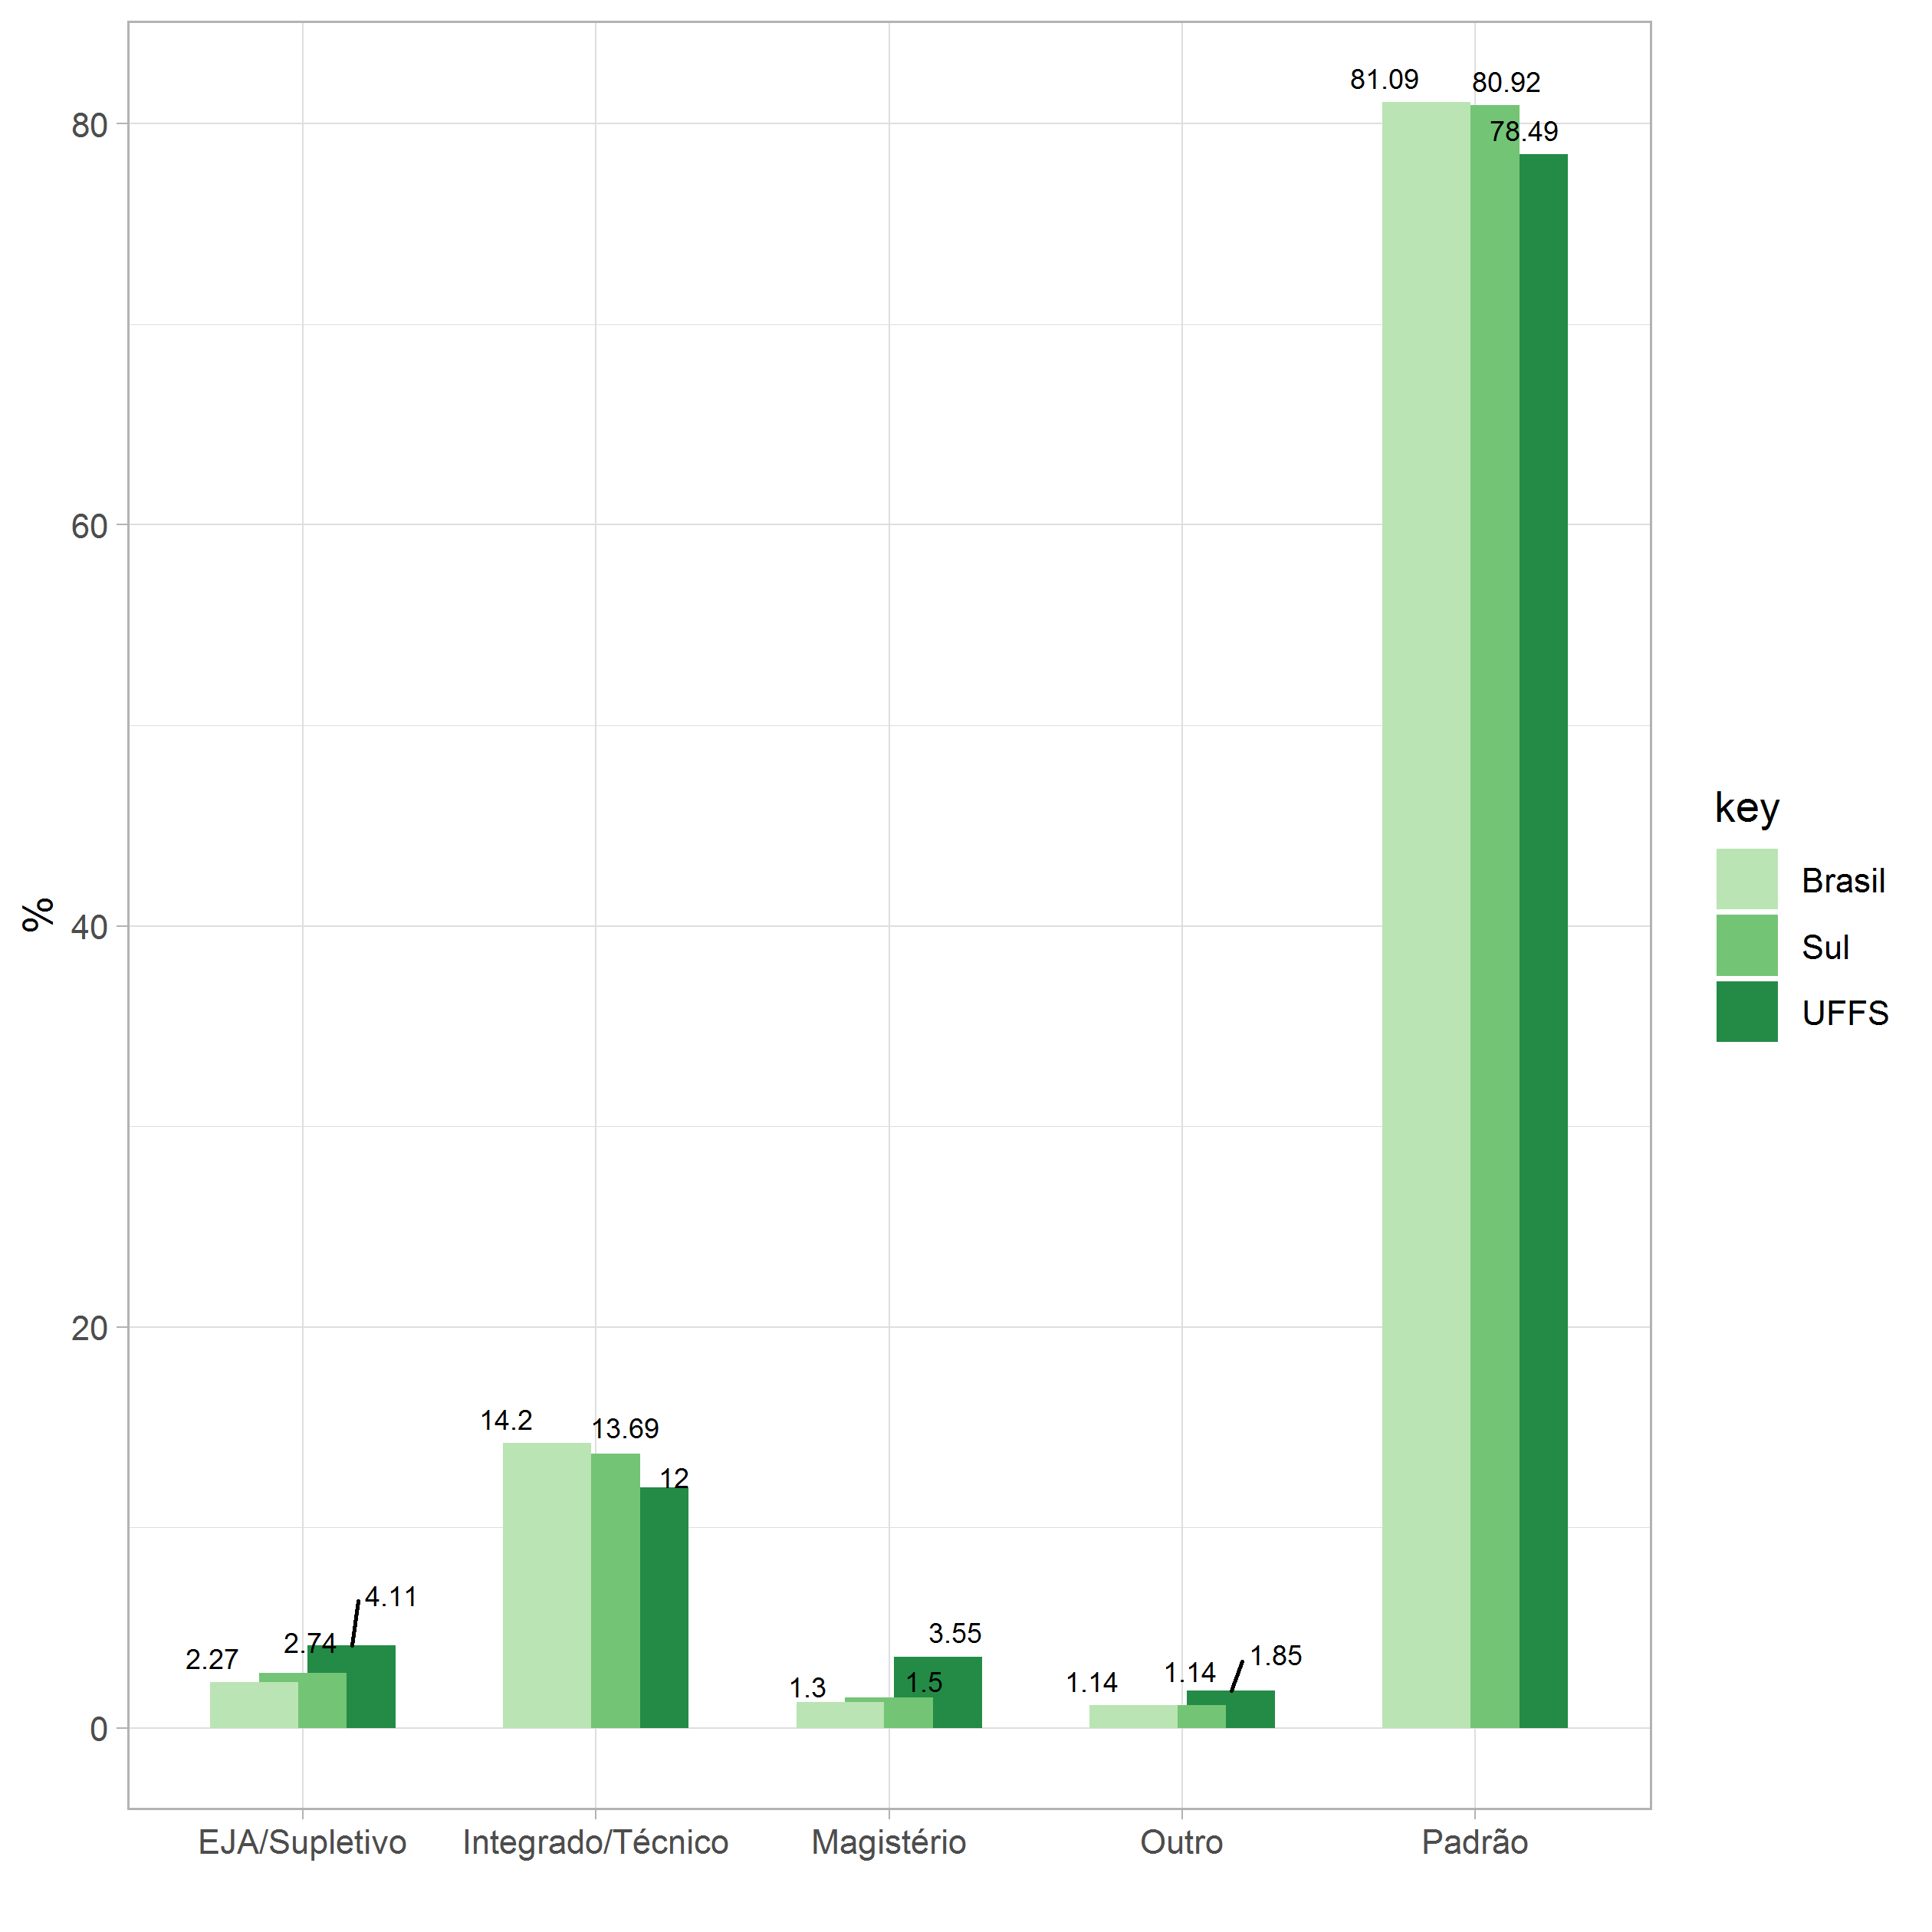 81.09
80.92
78.49
80
60
40
20
0
%
14.2
13.69
12
4.11
2.74
2.27
3.55
1.5
1.3
1.14
1.14
1.85
EJA/Supletivo
Integrado/Técnico
Magistério
Outro
Padrão
key
Brasil
Sul
UFFS